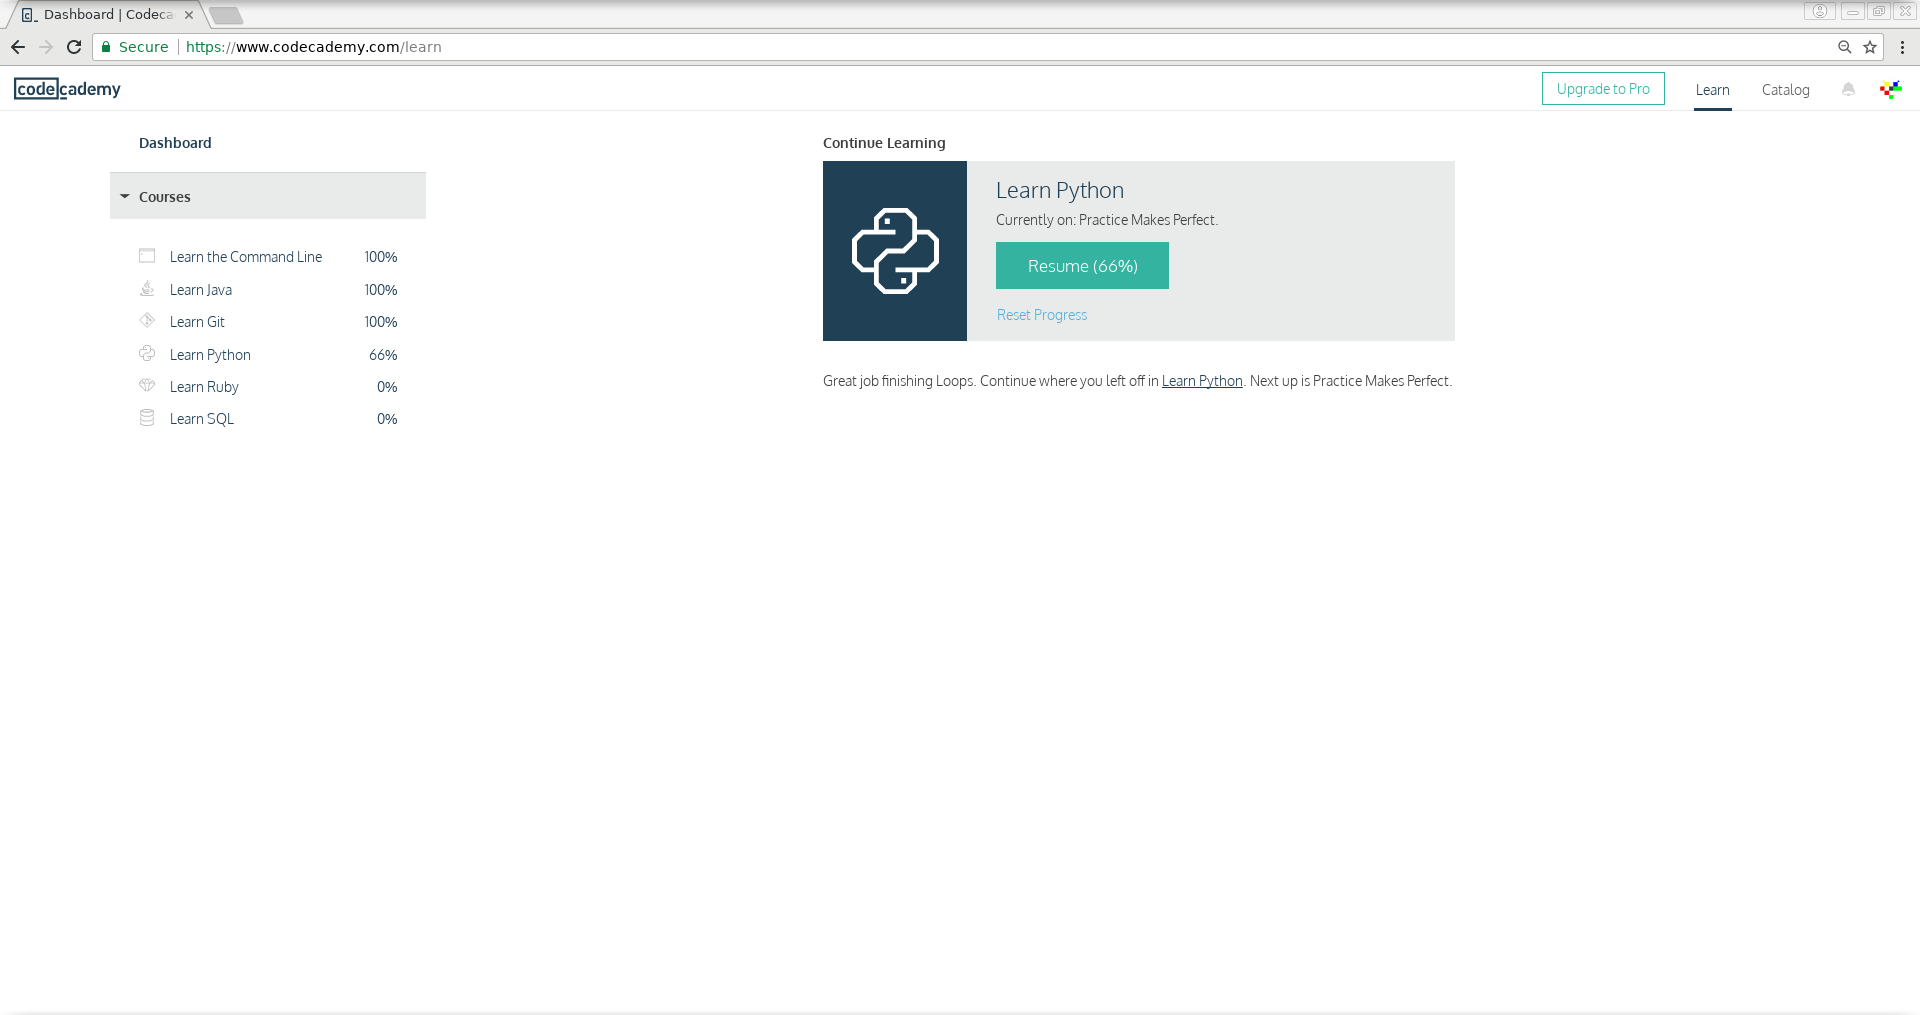 Dashboard | Codeca
Secure
https://www.codecademy.com/learn
codecademy
Upgrade to Pro
Learn
Catalog
Dashboard
Courses
Learn the Command Line 100%
Learn Java 100%
Learn Git 100%
Learn Python 66%
Learn Ruby 0%
Learn SQL 0%
Continue Learning
Learn Python
Currently on: Practice Makes Perfect.
Resume (66%)
Reset Progress
Great job finishing Loops. Continue where you left off in Learn Python. Next up is Practice Makes Perfect.